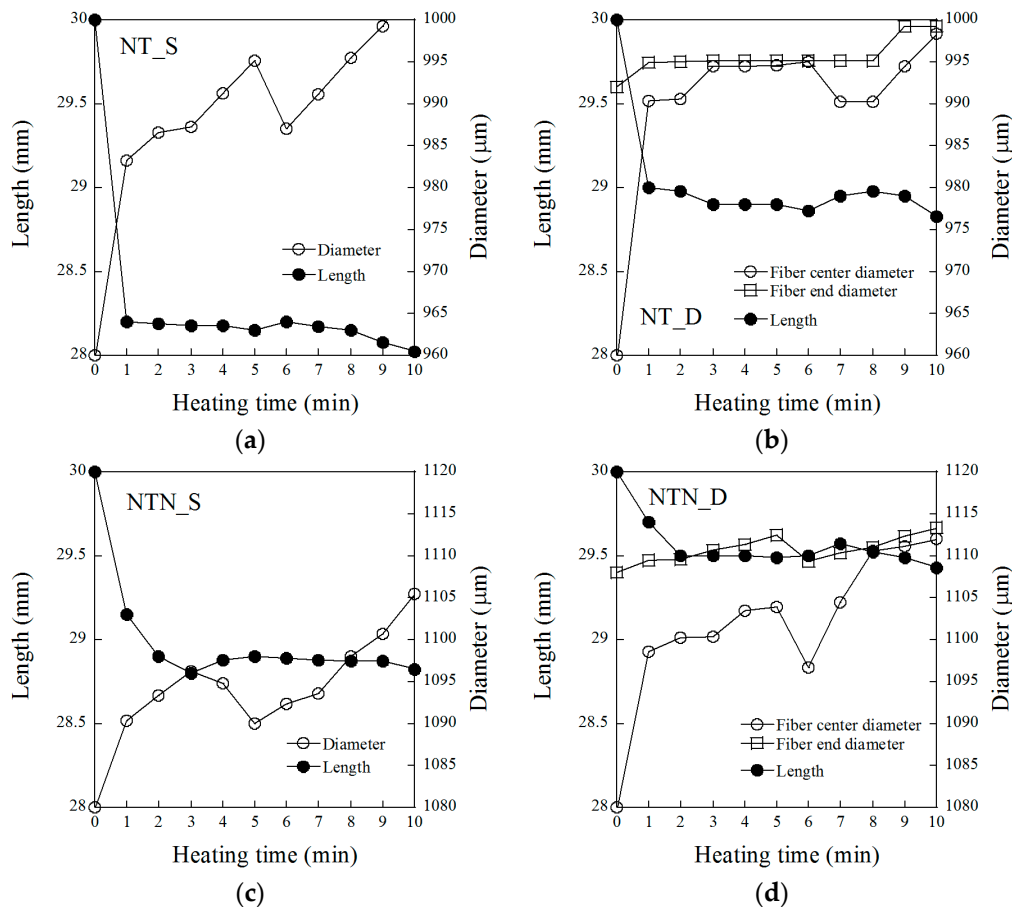 NT_S
Length (mm)
30
29.5
29
28.5
28
1000
995
990
985
980
975
970
965
960
Diameter (μm)
Diameter
Length
0 1 2 3 4 5 6 7 8 9 10
Heating time (min)
(a)
NT_D
Length (mm)
30
29.5
29
28.5
28
1000
995
990
985
980
975
970
965
960
Diameter (μm)
Fiber center diameter
Fiber end diameter
Length
0 1 2 3 4 5 6 7 8 9 10
Heating time (min)
(b)
NTN_S
Length (mm)
30
29.5
29
28.5
28
1120
1115
1110
1105
1100
1095
1090
1085
1080
Diameter (μm)
Diameter
Length
0 1 2 3 4 5 6 7 8 9 10
Heating time (min)
(c)
NTN_D
Length (mm)
30
29.5
29
28.5
28
1120
1115
1110
1105
1100
1095
1090
1085
1080
Diameter (μm)
Fiber center diameter
Fiber end diameter
Length
0 1 2 3 4 5 6 7 8 9 10
Heating time (min)
(d)